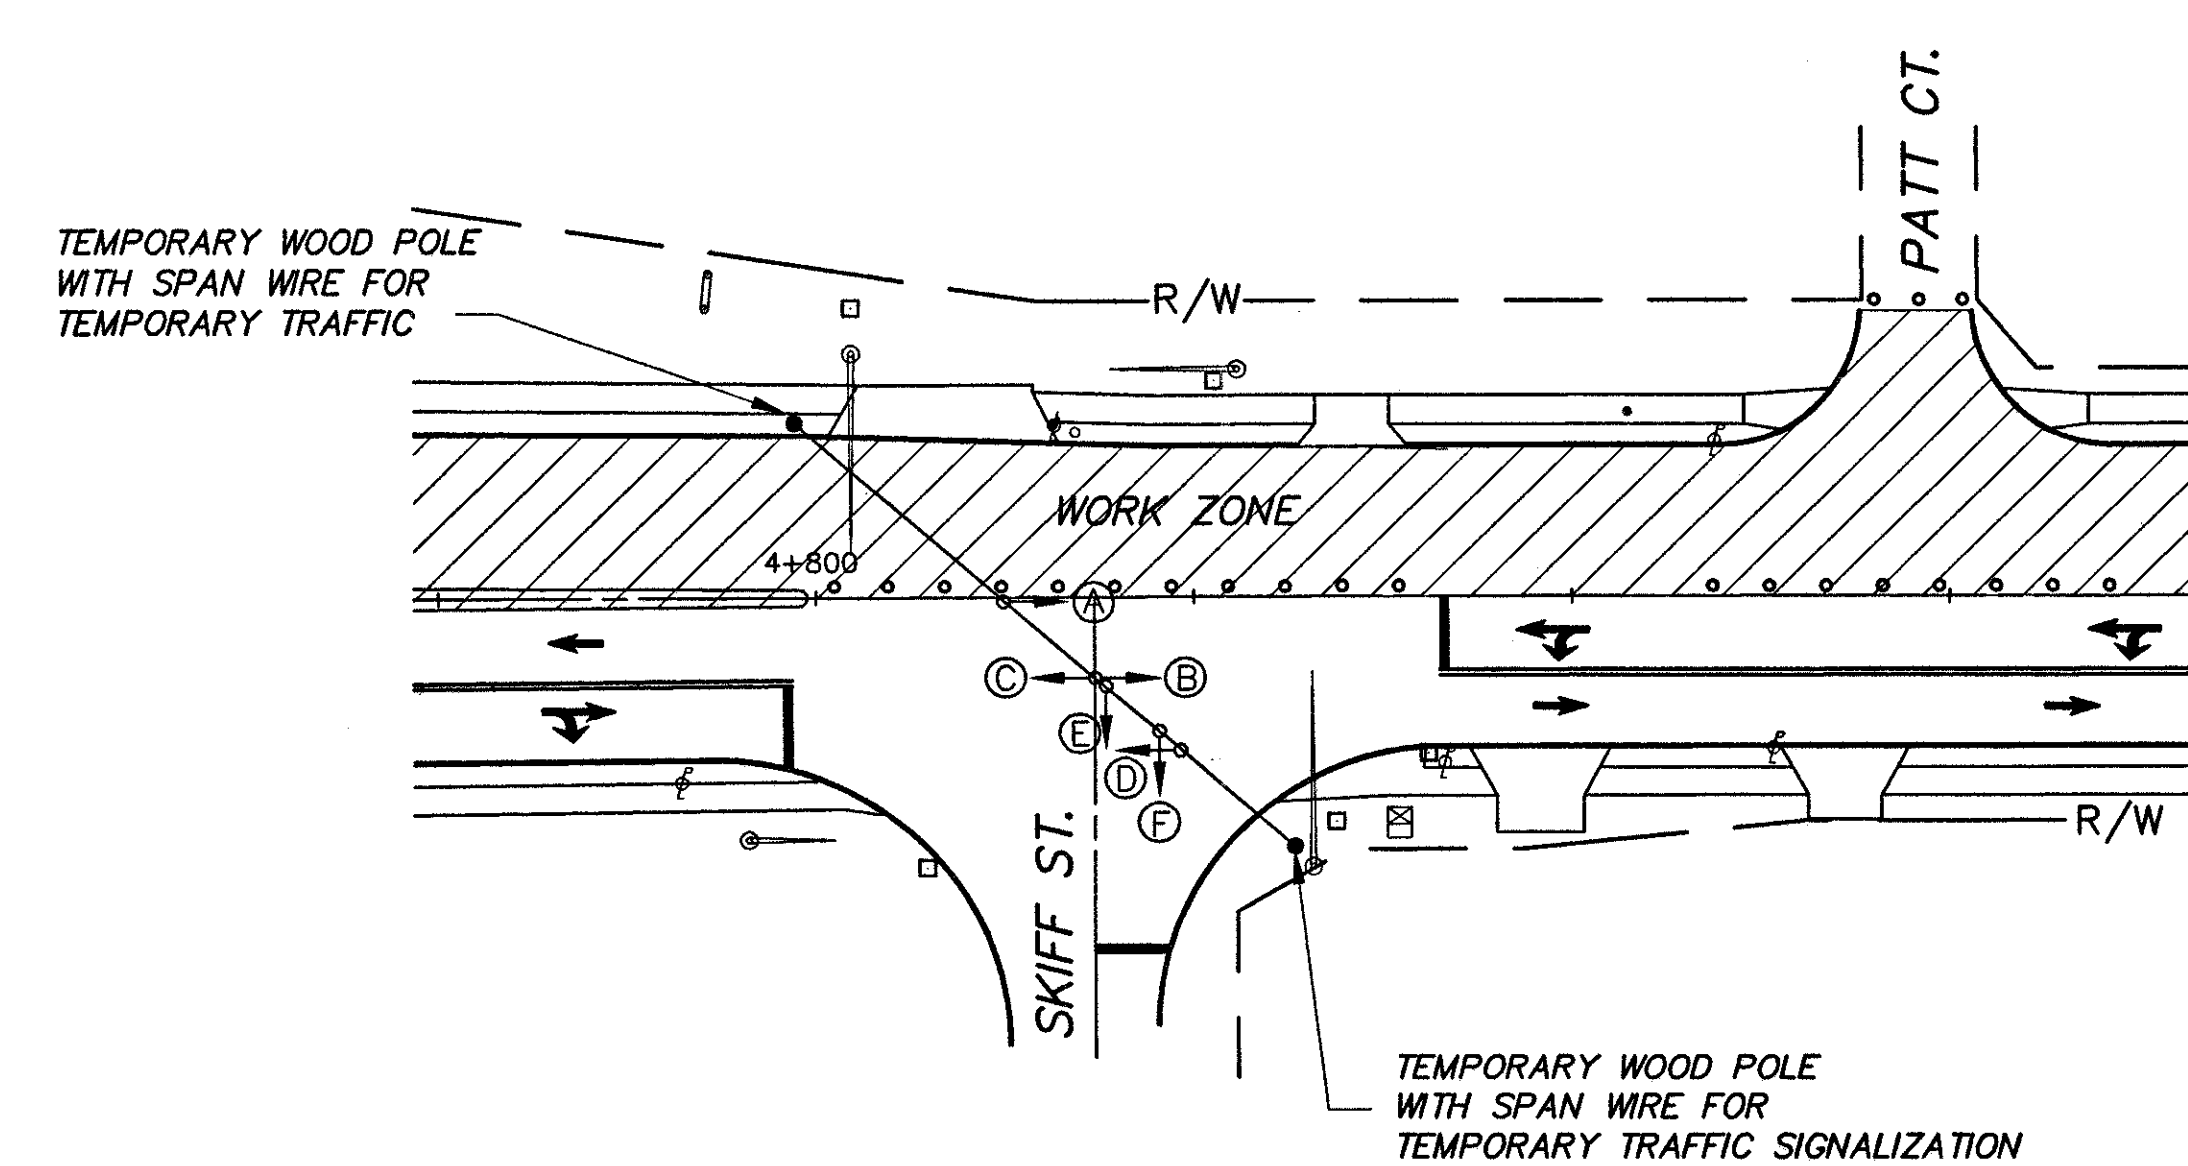 PATT CT.
TEMPORARY WOOD POLE
WITH SPAN WIRE FOR
TEMPORARY TRAFFIC
R/W
WORK ZONE
4+800
A
C
B
E
D
F
SKIFF ST.
R/W
TEMPORARY WOOD POLE
WITH SPAN WIRE FOR
TEMPORARY TRAFFIC SIGNALIZATION